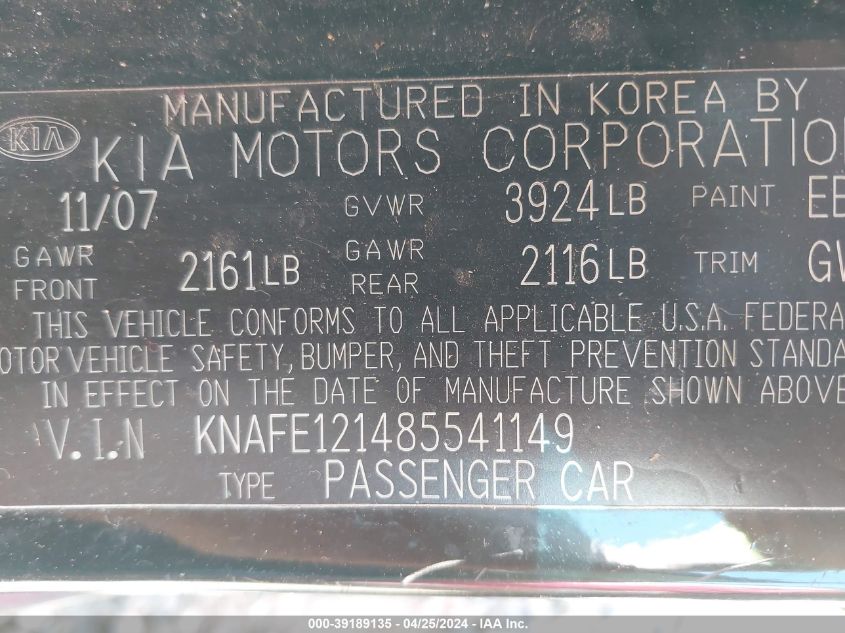 MANUFACTURED IN KOREA BY
KIA KIA MOTORS CORPORATION
11/07 GVWR 3924LB PAINT
GAWR FRONT 2161LB GAWR REAR 2116LB TRIM
THIS VEHICLE CONFORMS TO ALL APPLICABLE U.S.A. FEDERA
OTOR VEHICLE SAFETY, BUMPER, AND THEFT PREVENTION STANDA
IN EFFECT ON THE DATE OF MANUFACTURE SHOWN ABOVE
V.I.N KNAFE121485541149
TYPE PASSENGER CAR
000-39189135 - 04/25/2024 - IAA Inc.